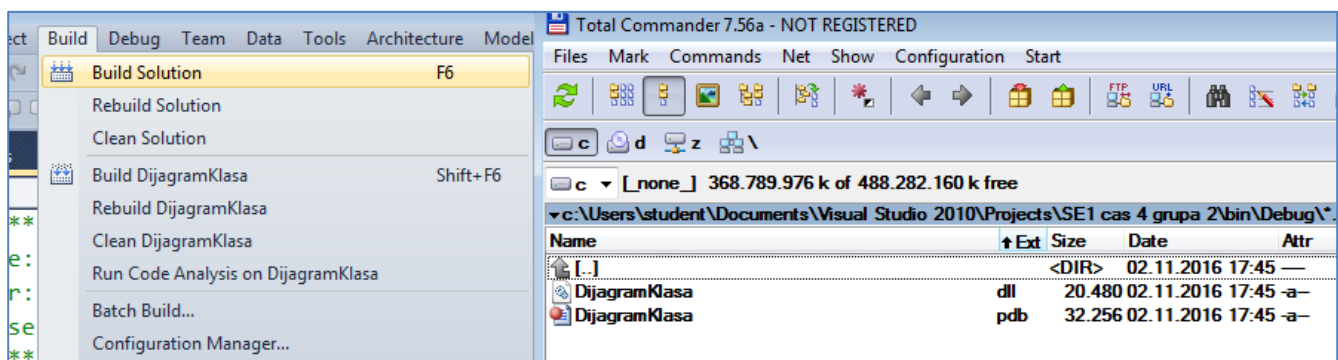 ect Build Debug Team Data Tools Architecture Model
Build Solution F6
Rebuild Solution
Clean Solution
s
Build DijagramKlasa Shift+F6
Rebuild DijagramKlasa
**
Clean DijagramKlasa
e:
Run Code Analysis on DijagramKlasa
r:
Batch Build...
se
Configuration Manager...
**
Total Commander 7.56a - NOT REGISTERED
Files Mark Commands Net Show Configuration Start
FTP URL
c d z \
c [_none_] 368.789.976 k of 488.282.160 k free
c:\Users\student\Documents\Visual Studio 2010\Projects\SE1 cas 4 grupa 2\bin\Debug\*.
Name Ext Size Date Attr
[..] <DIR> 02.11.2016 17:45 ----
DijagramKlasa dll 20.480 02.11.2016 17:45 -a--
DijagramKlasa pdb 32.256 02.11.2016 17:45 -a--